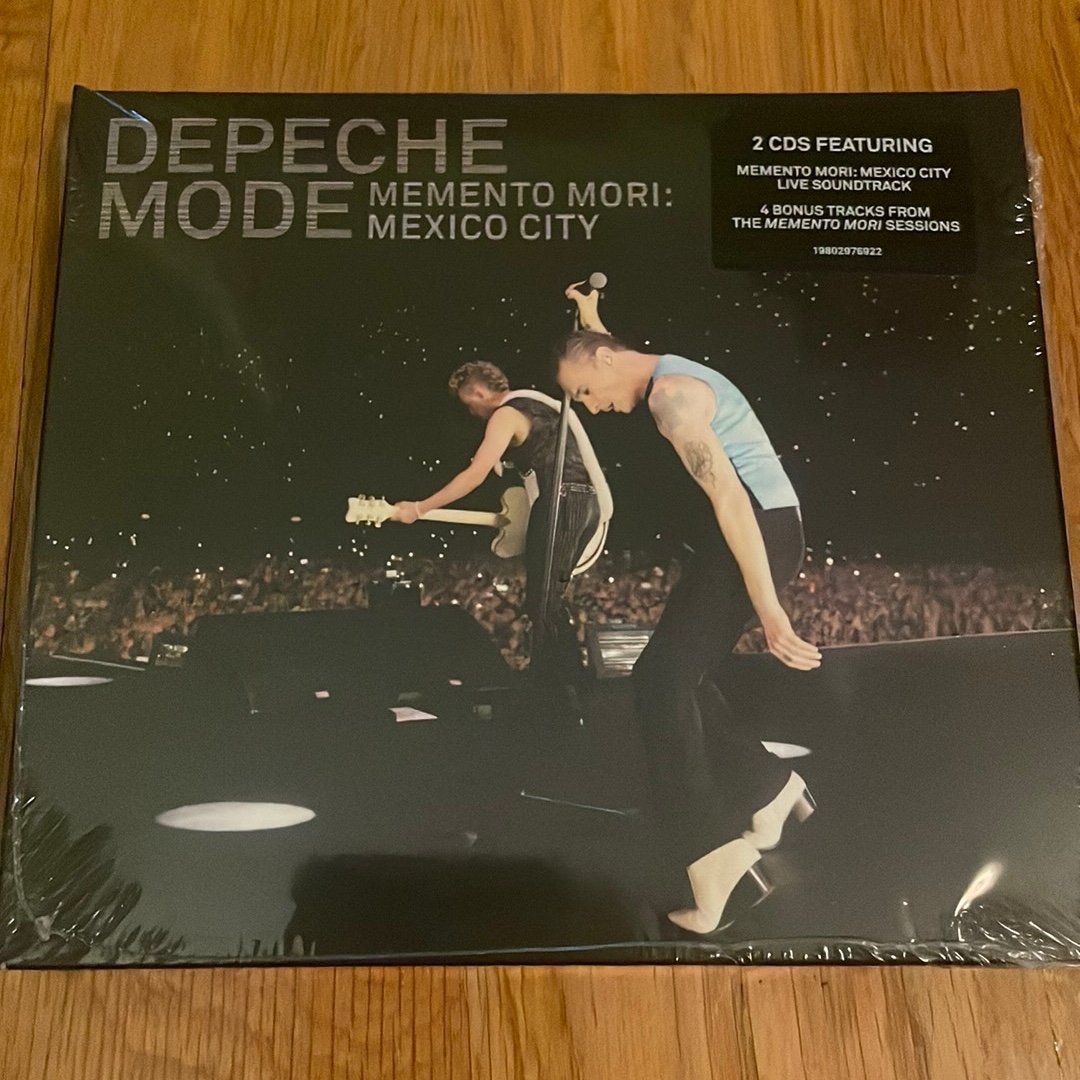 DEPECHE
MODE MEMENTO MORI:
MEXICO CITY
2 CDS FEATURING
MEMENTO MORI: MEXICO CITY
LIVE SOUNDTRACK
4 BONUS TRACKS FROM
THE MEMENTO MORI SESSIONS
19802976922